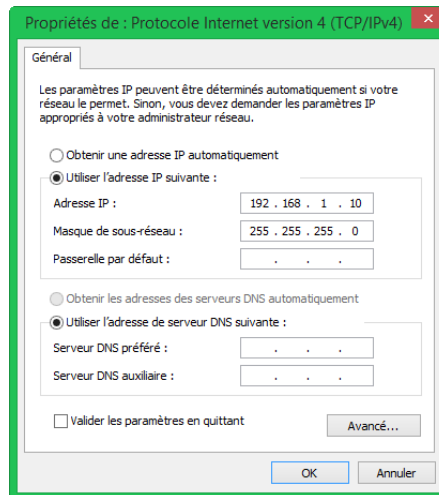 Propriétés de : Protocole Internet version 4 (TCP/IPv4)
Général
Les paramètres IP peuvent être déterminés automatiquement si votre
réseau le permet. Sinon, vous devez demander les paramètres IP
appropriés à votre administrateur réseau.
Obtenir une adresse IP automatiquement
Utiliser l'adresse IP suivante :
Adresse IP : 192 . 168 . 1 . 10
Masque de sous-réseau : 255 . 255 . 255 . 0
Passerelle par défaut : . . .
Obtenir les adresses des serveurs DNS automatiquement
Utiliser l'adresse de serveur DNS suivante :
Serveur DNS préféré : . . .
Serveur DNS auxiliaire : . . .
Valider les paramètres en quittant
Avancé...
OK Annuler